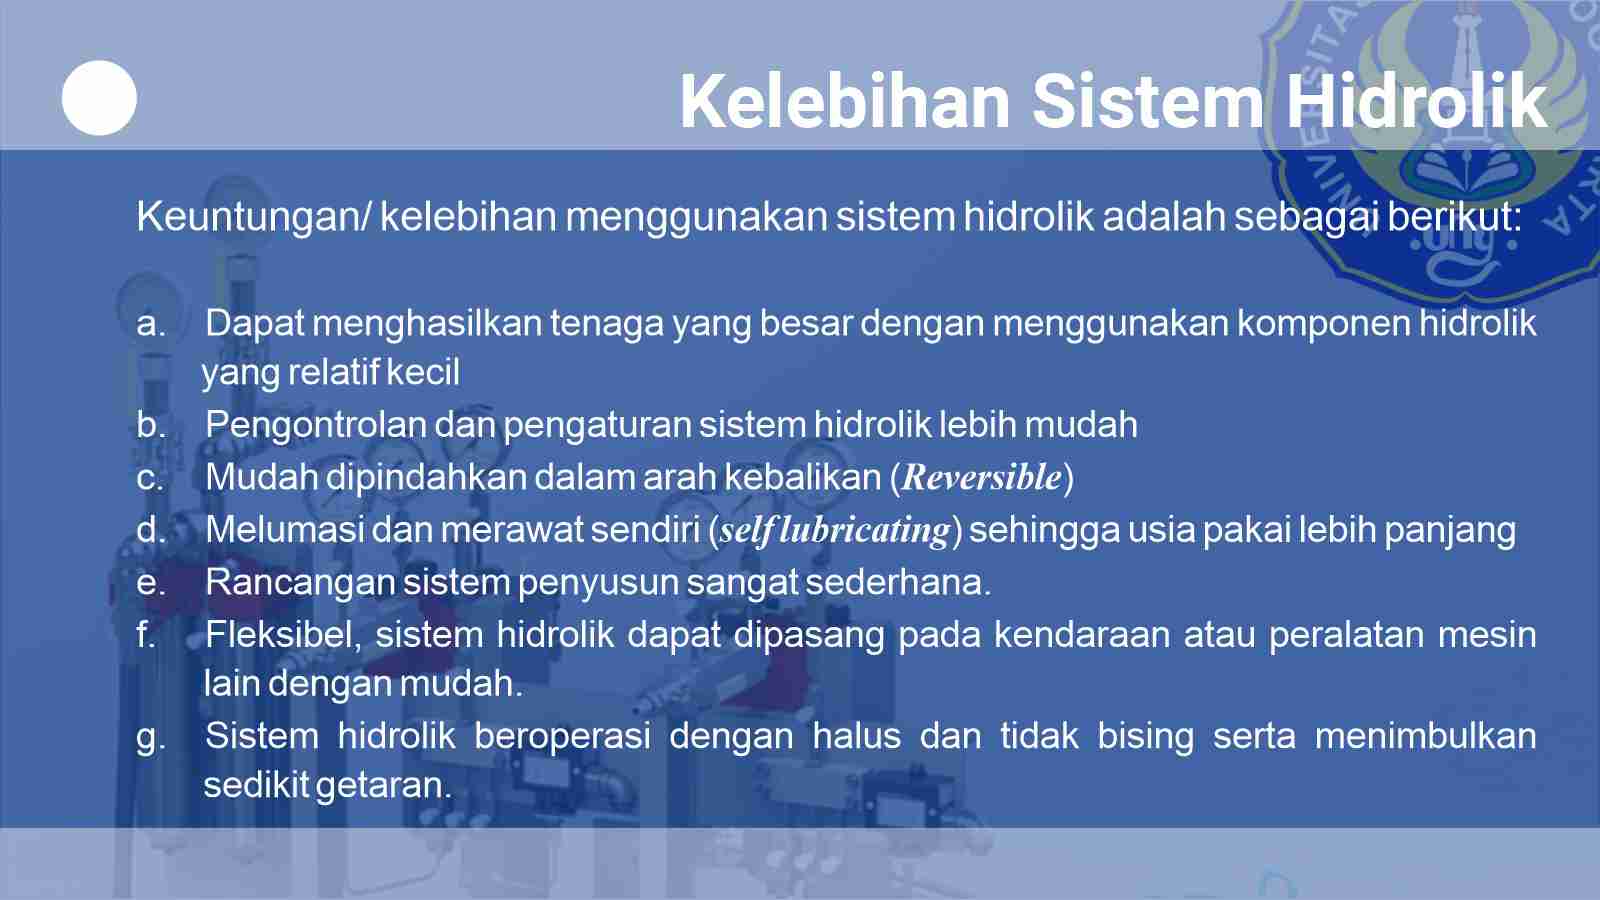 Kelebihan Sistem Hidrolik
Keuntungan/ kelebihan menggunakan sistem hidrolik adalah sebagai berikut:
a. Dapat menghasilkan tenaga yang besar dengan menggunakan komponen hidrolik
yang relatif kecil
b. Pengontrolan dan pengaturan sistem hidrolik lebih mudah
c. Mudah dipindahkan dalam arah kebalikan (Reversible)
d. Melumasi dan merawat sendiri (self lubricating) sehingga usia pakai lebih panjang
e. Rancangan sistem penyusun sangat sederhana.
f. Fleksibel, sistem hidrolik dapat dipasang pada kendaraan atau peralatan mesin
lain dengan mudah.
g. Sistem hidrolik beroperasi dengan halus dan tidak bising serta menimbulkan
sedikit getaran.